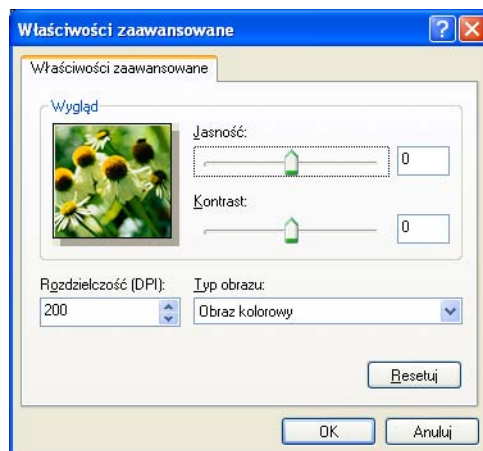 Właściwości zaawansowane
Właściwości zaawansowane
Wygląd
Jasność:
0
Kontrast:
0
Rozdzielczość (DPI):
Typ obrazu:
200
Obraz kolorowy
Resetuj
OK
Anuluj